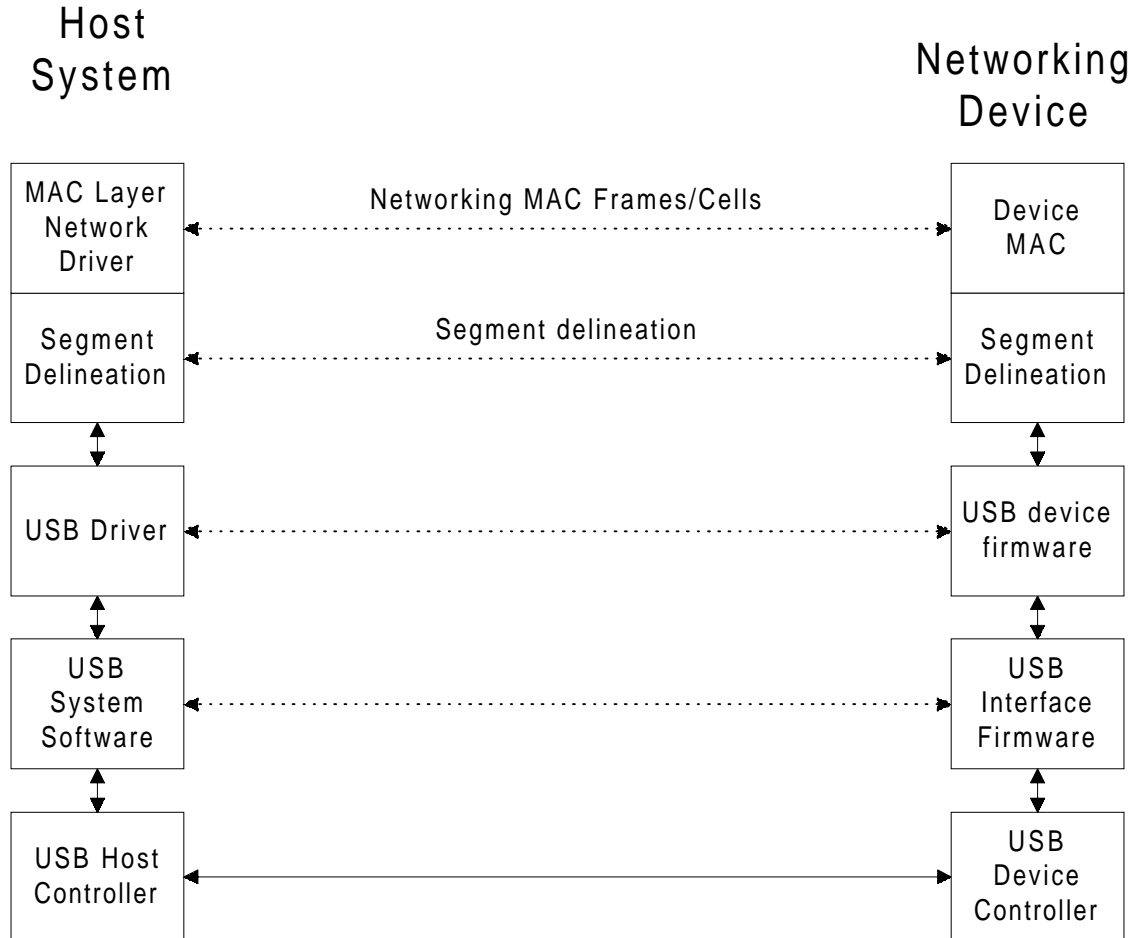 Host
System
Networking
Device
MAC Layer
Network
Driver
Networking MAC Frames/Cells
Device
MAC
Segment
Delineation
Segment delineation
Segment
Delineation
USB Driver
USB device
firmware
USB
System
Software
USB
Interface
Firmware
USB Host
Controller
USB
Device
Controller